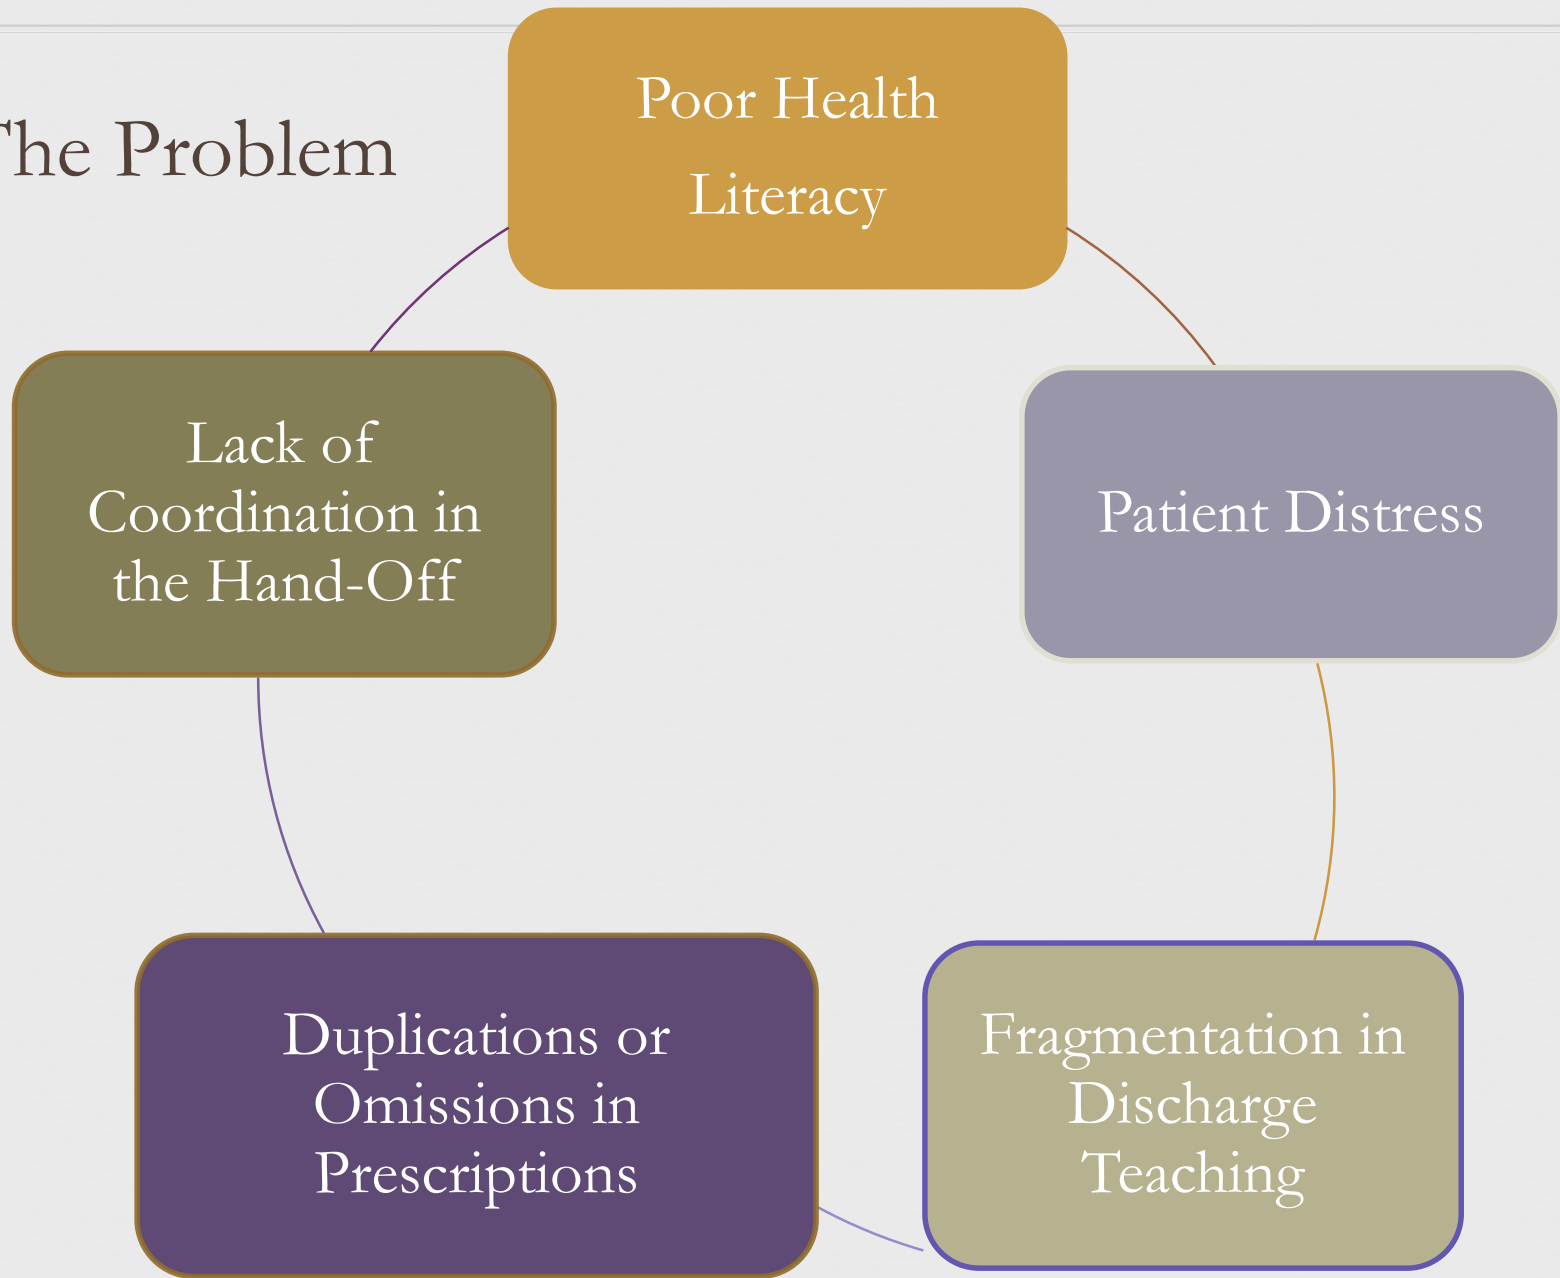 The Problem
Poor Health
Literacy
Patient Distress
Fragmentation in
Discharge
Teaching
Duplications or
Omissions in
Prescriptions
Lack of
Coordination in
the Hand-Off